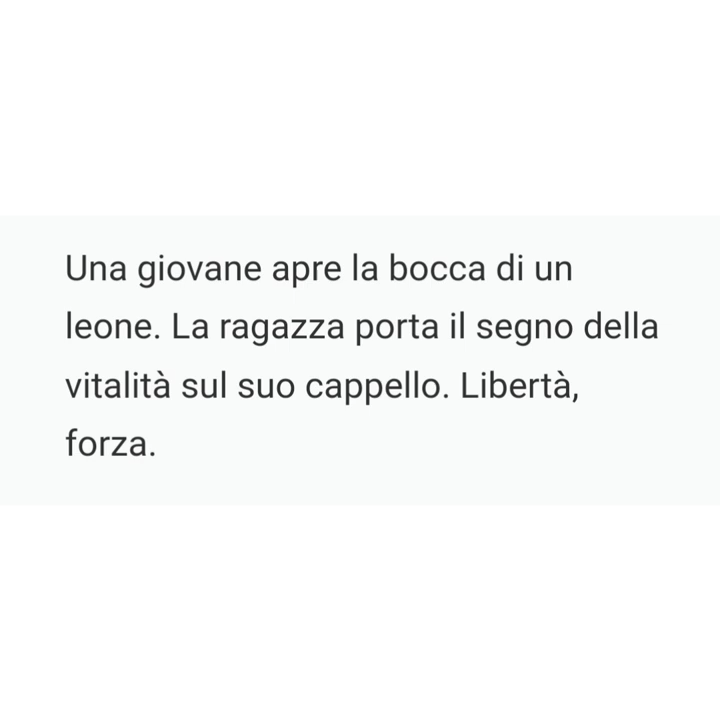 Una giovane apre la bocca di un
leone. La ragazza porta il segno della
vitalità sul suo cappello. Libertà,
forza.